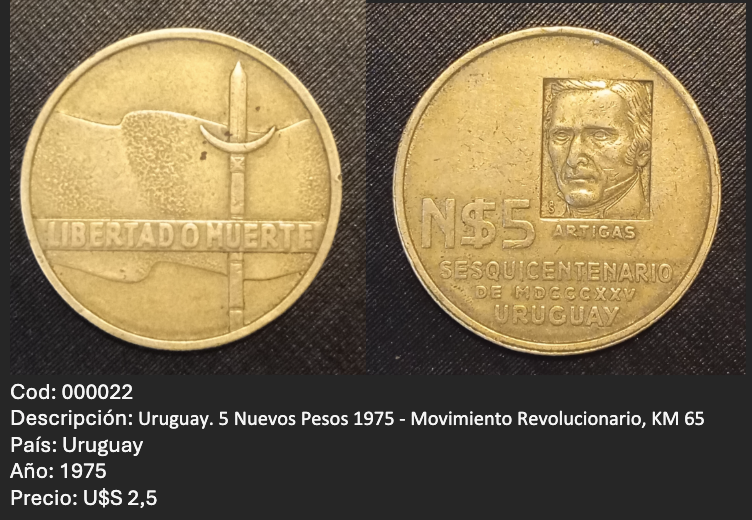 LIBERTAD O MUERTE
N$5
ARTIGAS
SESQUICENTENARIO
DE MDCCCXXV
URUGUAY
Cod: 000022
Descripción: Uruguay. 5 Nuevos Pesos 1975 - Movimiento Revolucionario, KM 65
País: Uruguay
Año: 1975
Precio: U$S 2,5